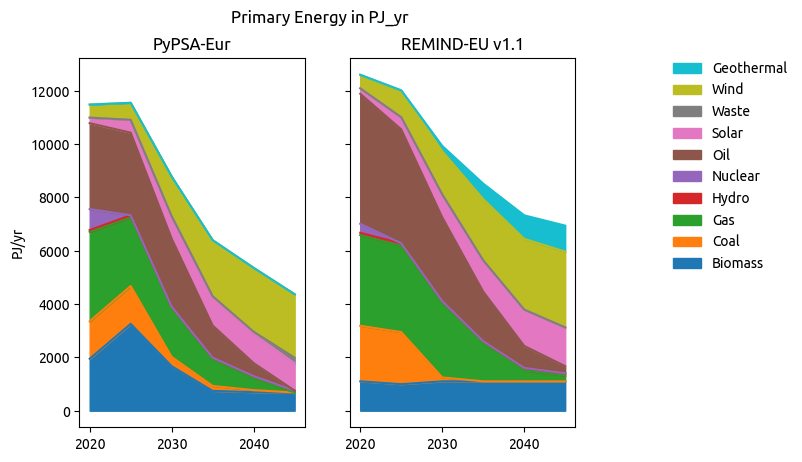 Primary Energy in PJ_yr
PyPSA-Eur
REMIND-EU v1.1
PJ/yr
12000
10000
8000
6000
4000
2000
0
2020
2030
2040
2020
2030
2040
Geothermal
Wind
Waste
Solar
Oil
Nuclear
Hydro
Gas
Coal
Biomass